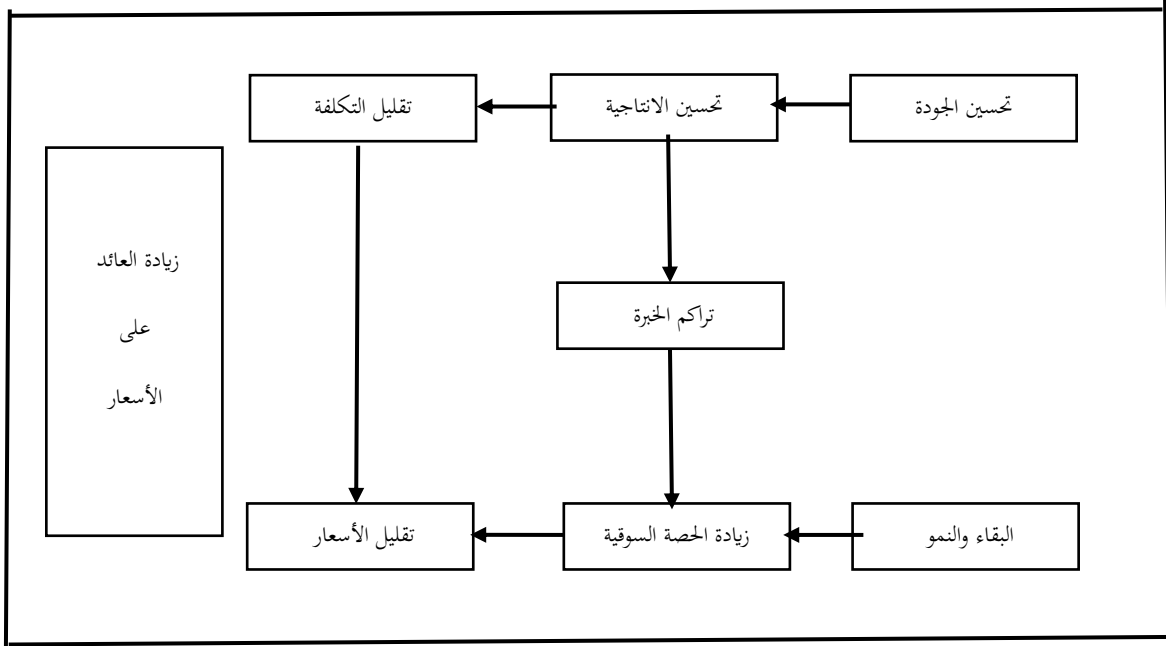 تحسين الجودة
تحسين الانتاجية
تقليل التكلفة
زيادة العائد
على
الأسعار
تراكم الخبرة
البقاء والنمو
زيادة الحصة السوقية
تقليل الأسعار